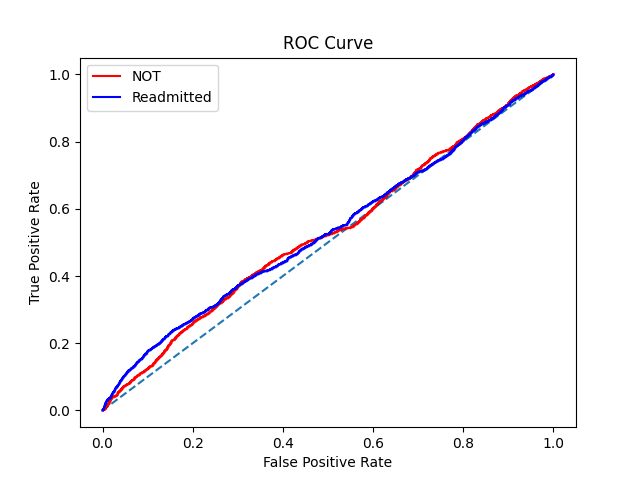 ROC Curve
NOT
Readmitted
True Positive Rate
1.0
0.8
0.6
0.4
0.2
0.0
0.0 0.2 0.4 0.6 0.8 1.0
False Positive Rate